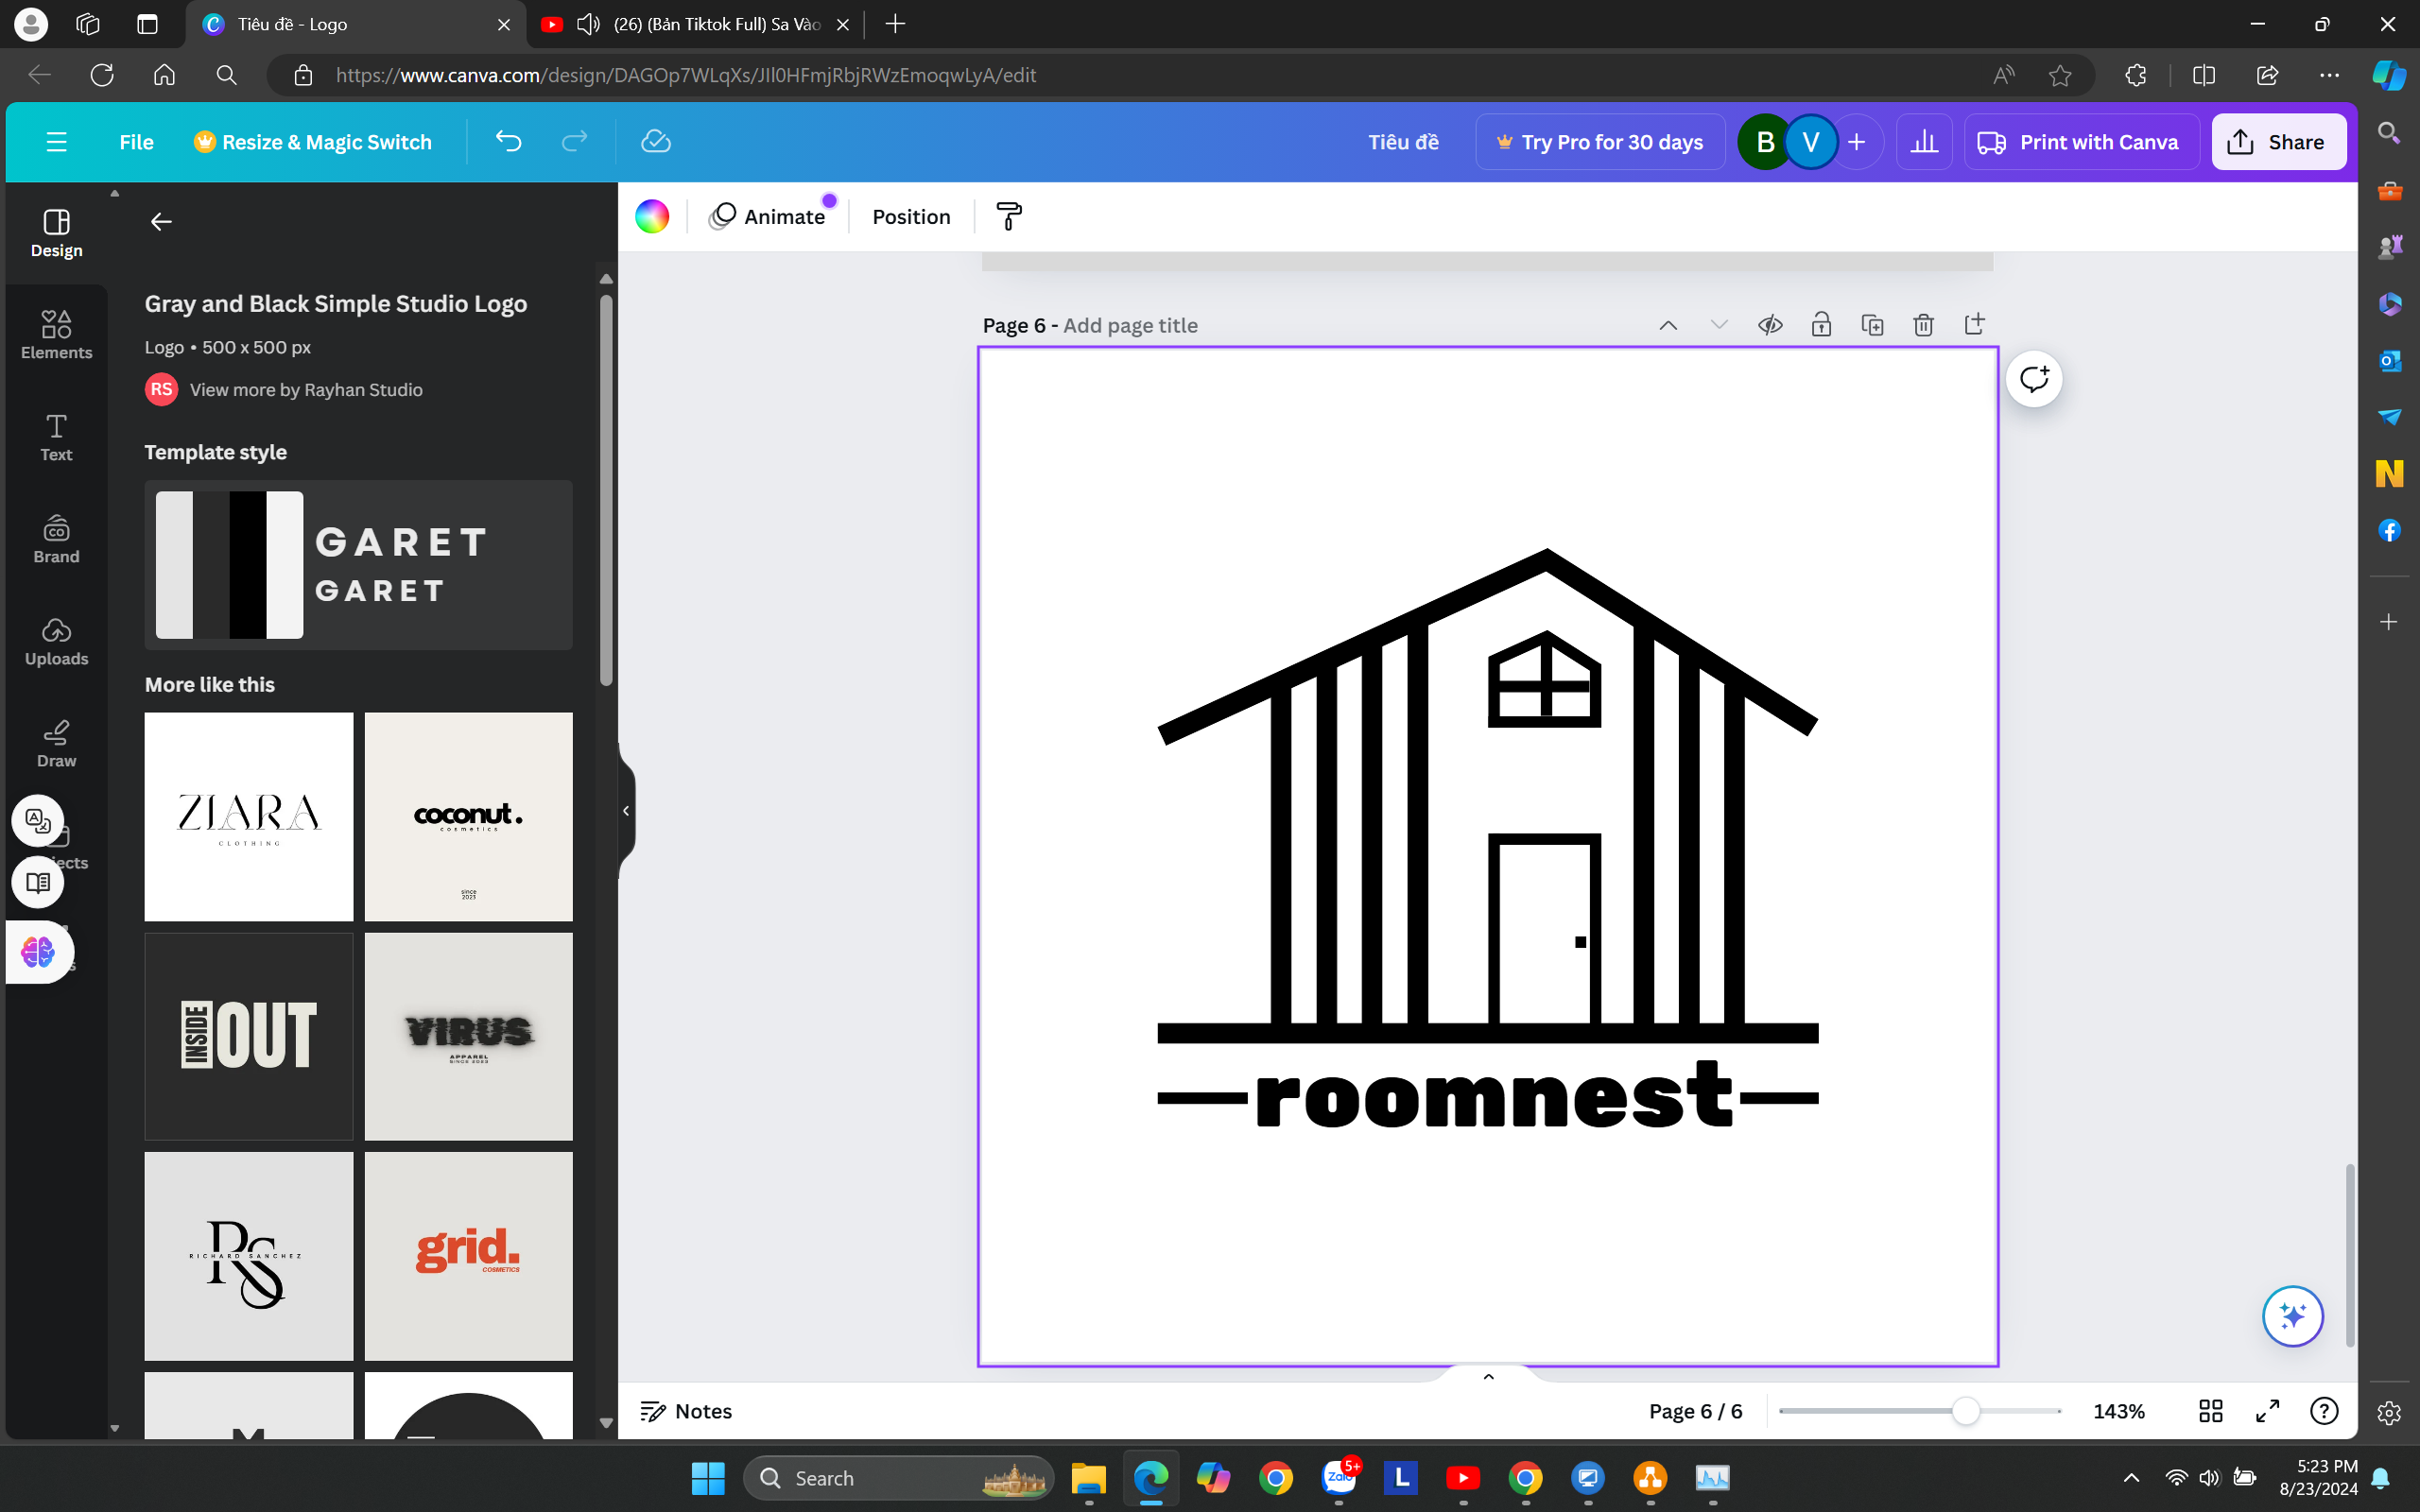 Tiêu đề - Logo
(26) (Bản Tiktok Full) Sa Vào
https://www.canva.com/design/DAGOp7WLqXs/JIl0HFmjRbjRWzEmoqwLyA/edit
File
Resize & Magic Switch
Tiêu đề
Try Pro for 30 days
B
V
Print with Canva
Share
Design
Elements
Text
Brand
Uploads
Draw
jects
Gray and Black Simple Studio Logo
Logo • 500 x 500 px
RS
View more by Rayhan Studio
Template style
GARET
GARET
More like this
ZIARA
CLOTHING
coconut.
cosmetics
since
2023
INSIDE
OUT
VIRUS
APPAREL
SINCE 2023
RS
RICHARD SANCHEZ
grid.
COSMETICS
Animate
Position
Page 6 - Add page title
roomnest
Notes
Page 6 / 6
143%
Search
Zalo
5+
L
5:23 PM
8/23/2024